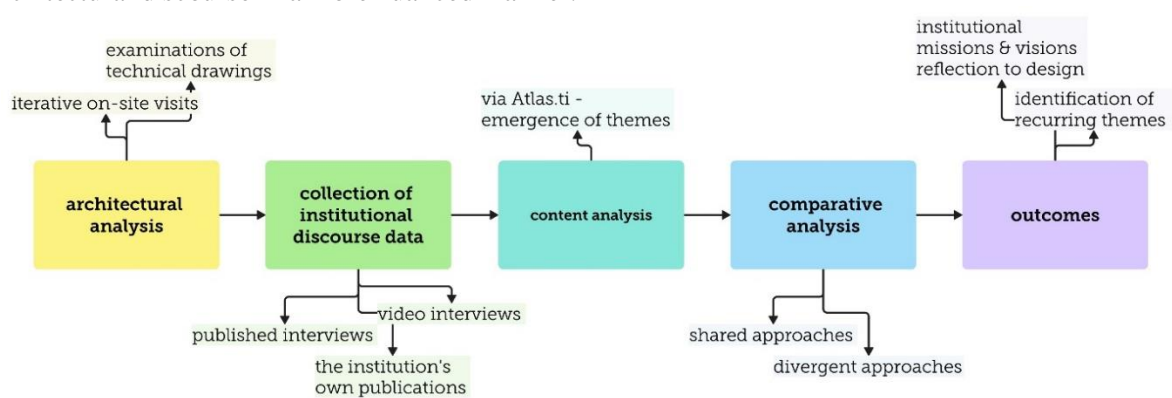 examinations of
technical drawings
iterative on-site visits
via Atlas.ti -
emergence of themes
institutional
missions & visions
reflection to design
identification of
recurring themes
architectural
analysis
collection of
institutional
discourse data
content analysis
comparative
analysis
outcomes
published interviews
video interviews
the institution's
own publications
shared approaches
divergent approaches